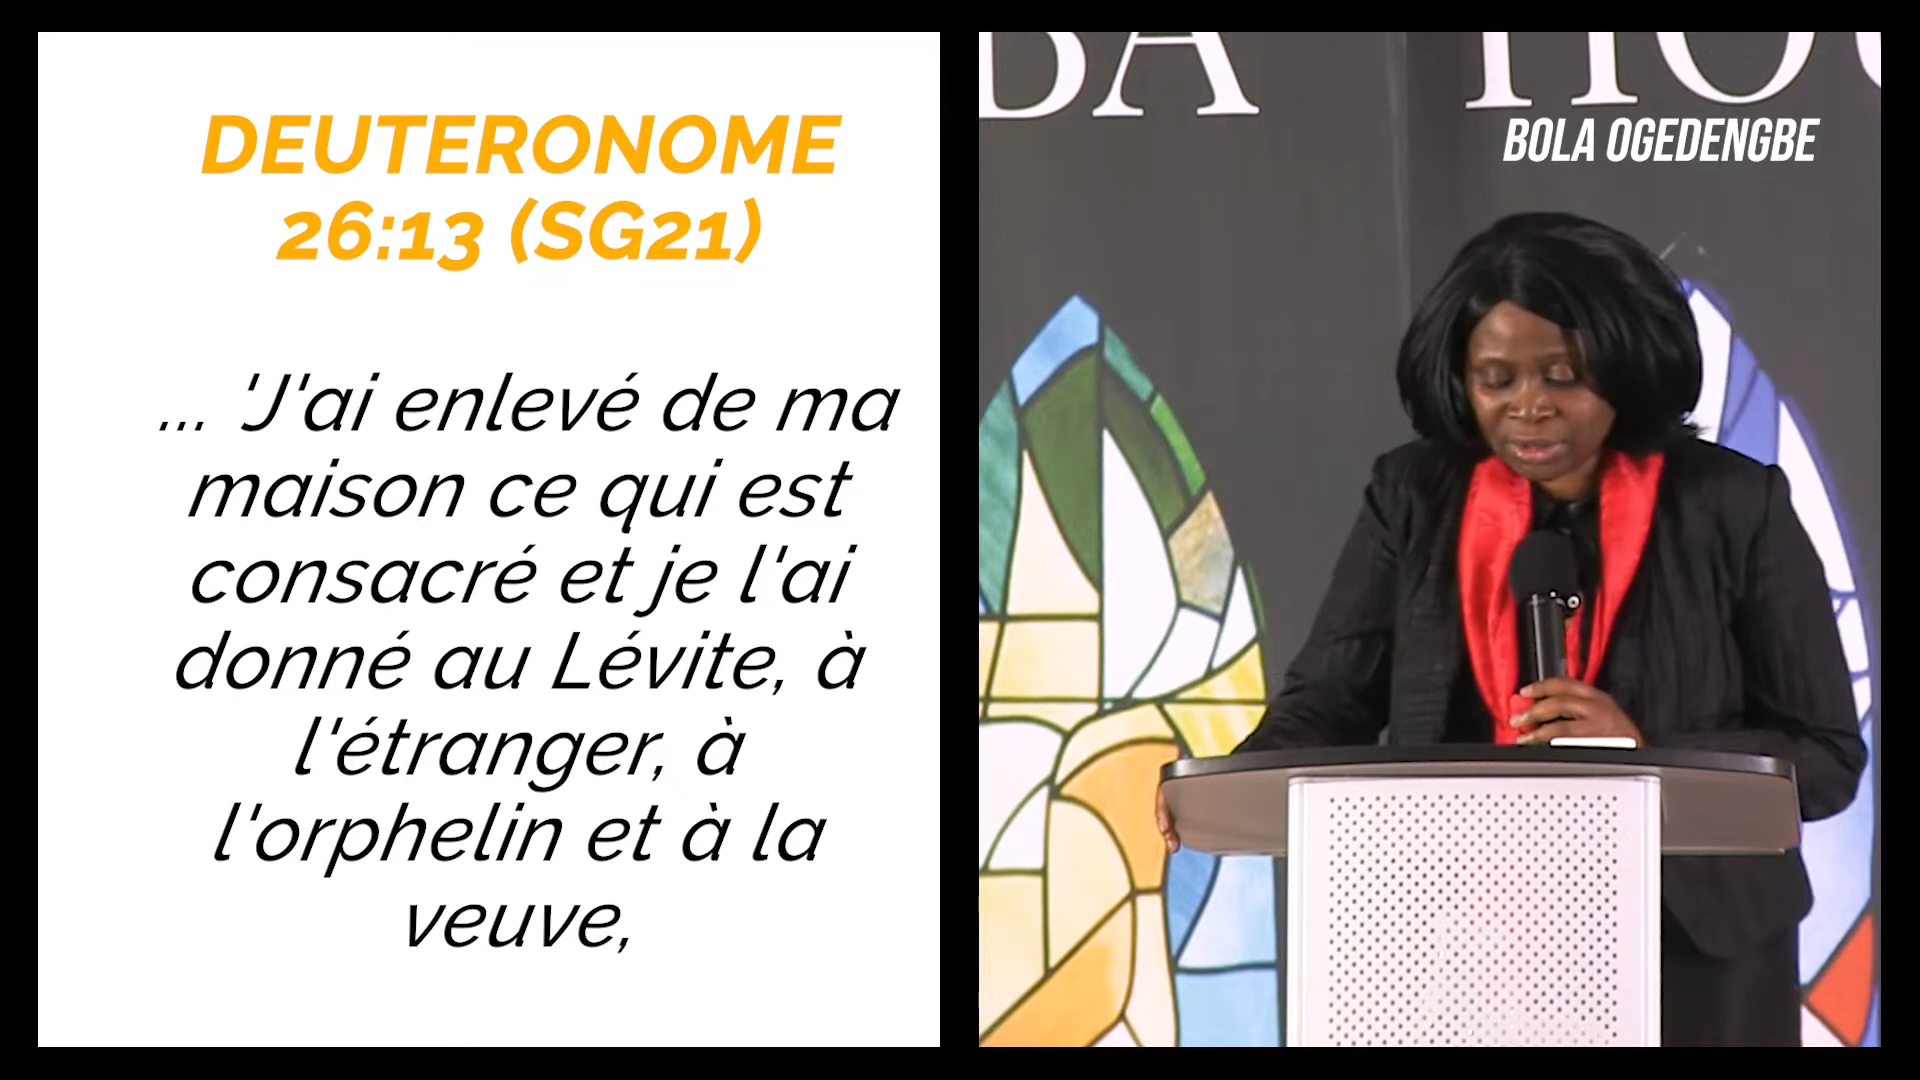 DEUTERONOME
26:13 (SG21)
... 'J'ai enlevé de ma
maison ce qui est
consacré et je l'ai
donné au Lévite, à
l'étranger, à
l'orphelin et à la
veuve,
BOLA OGEDENGBE